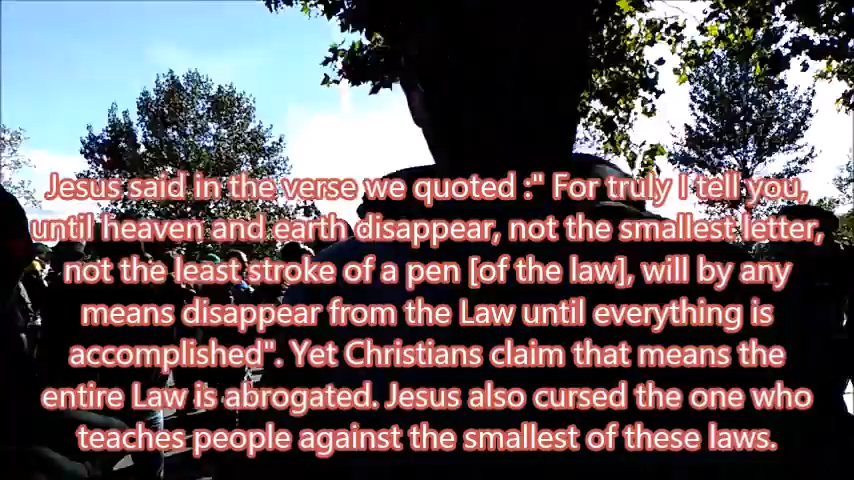 Jesus said in the verse we quoted :" For truly I tell you,
until heaven and earth disappear, not the smallest letter,
not the least stroke of a pen [of the law], will by any
means disappear from the Law until everything is
accomplished". Yet Christians claim that means the
entire Law is abrogated. Jesus also cursed the one who
teaches people against the smallest of these laws.